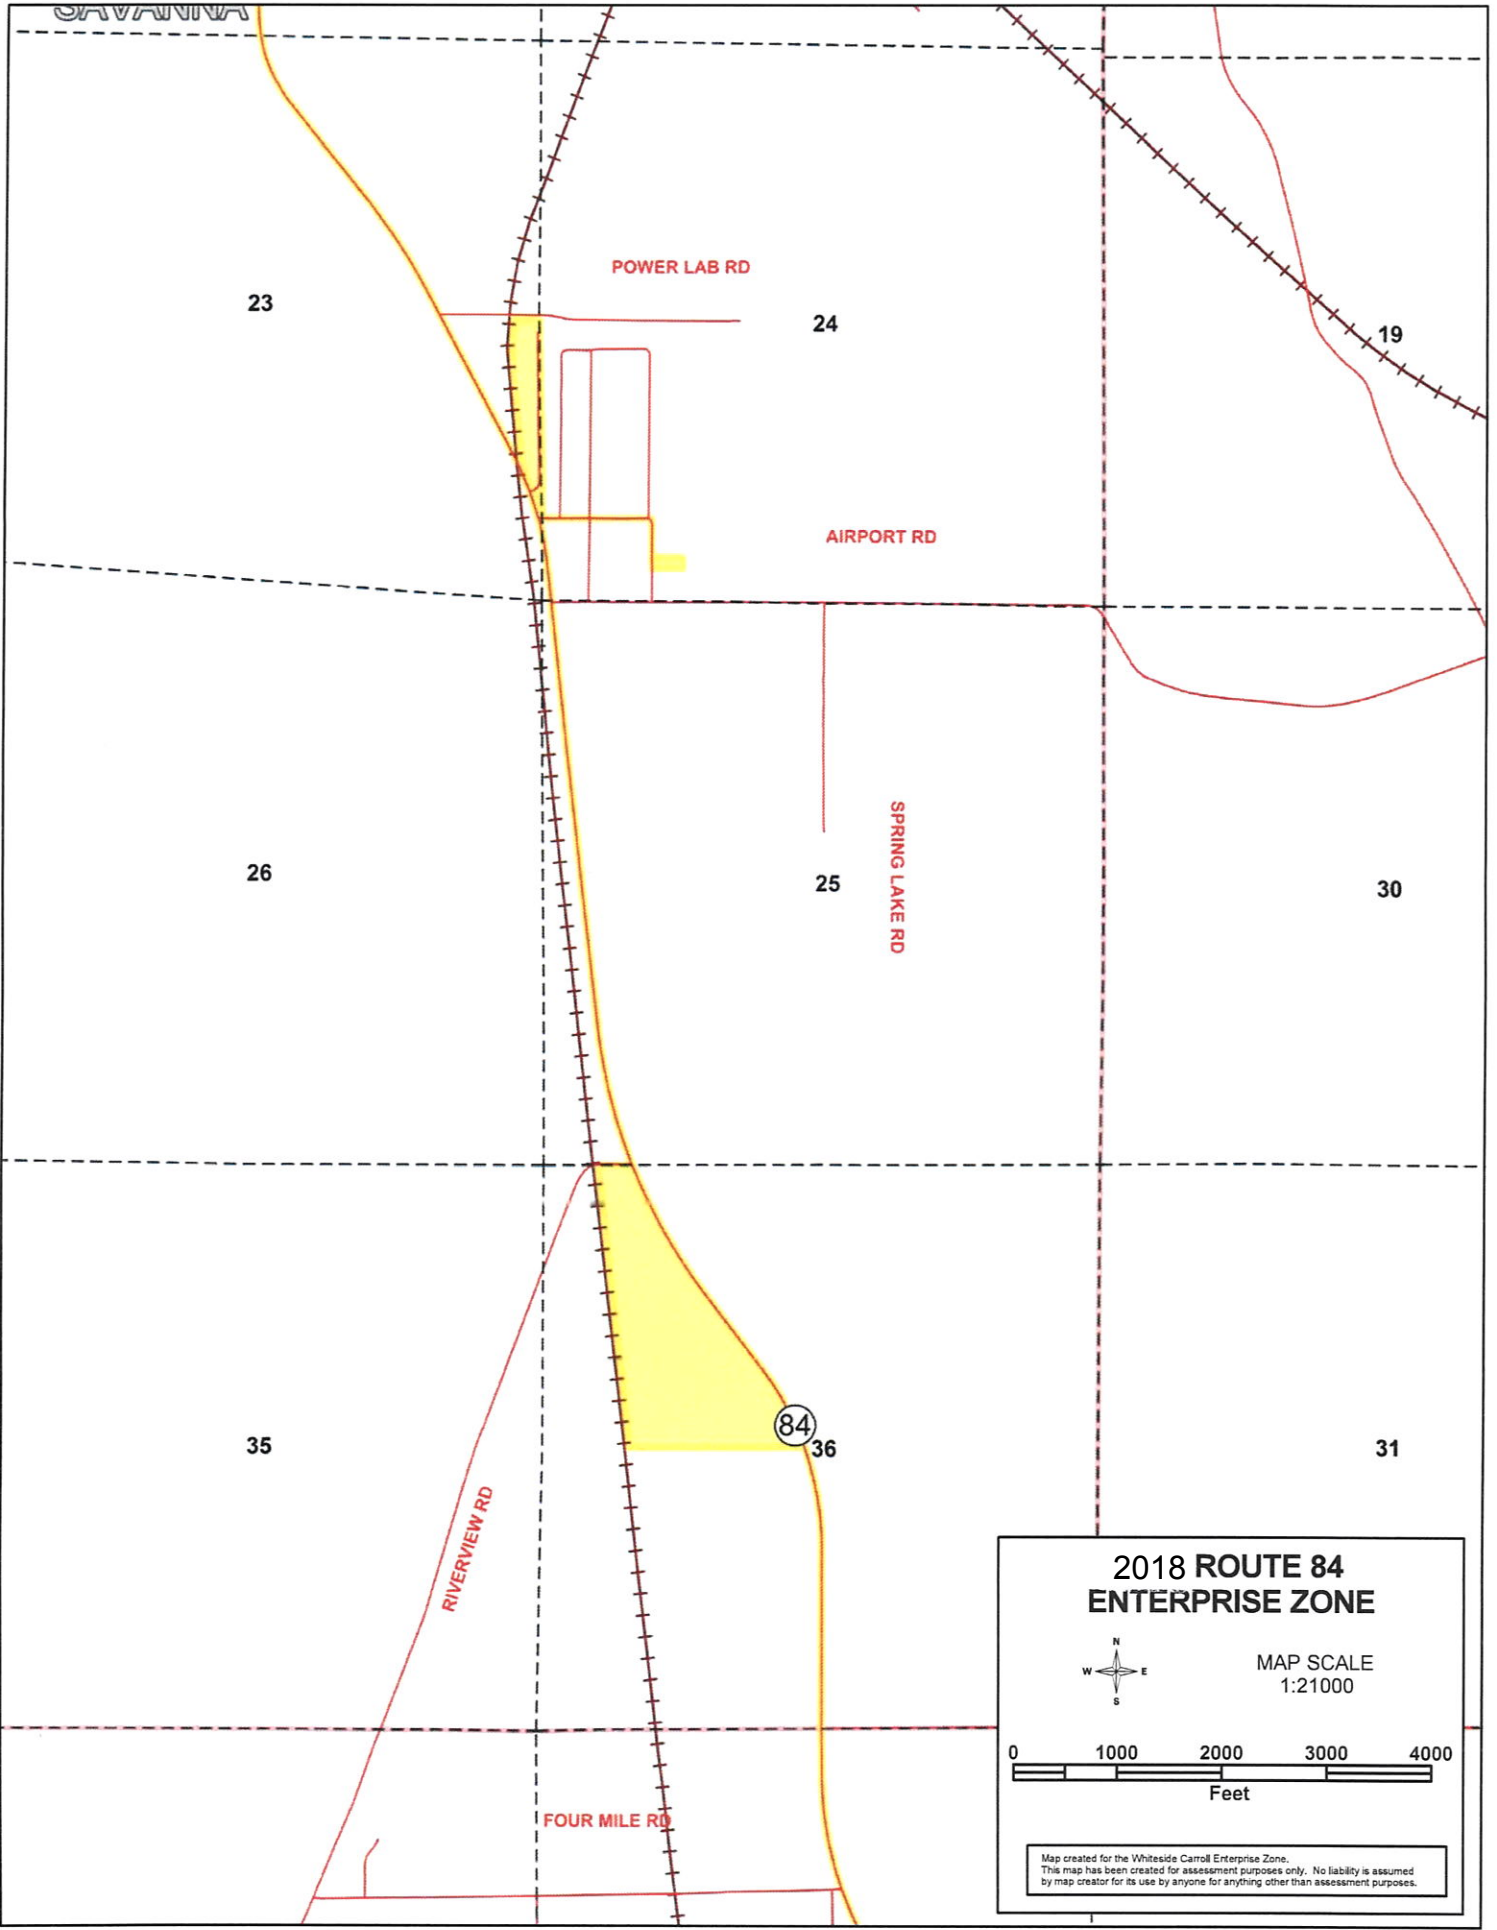 SAVANNA
POWER LAB RD
23
24
19
AIRPORT RD
26
25
SPRING LAKE RD
30
84
35
36
31
RIVERVIEW RD
2018 ROUTE 84
ENTERPRISE ZONE
N
W E
S
MAP SCALE
1:21000
0 1000 2000 3000 4000
Feet
FOUR MILE RD
Map created for the Whiteside Carroll Enterprise Zone.
This map has been created for assessment purposes only. No liability is assumed
by map creator for its use by anyone for anything other than assessment purposes.